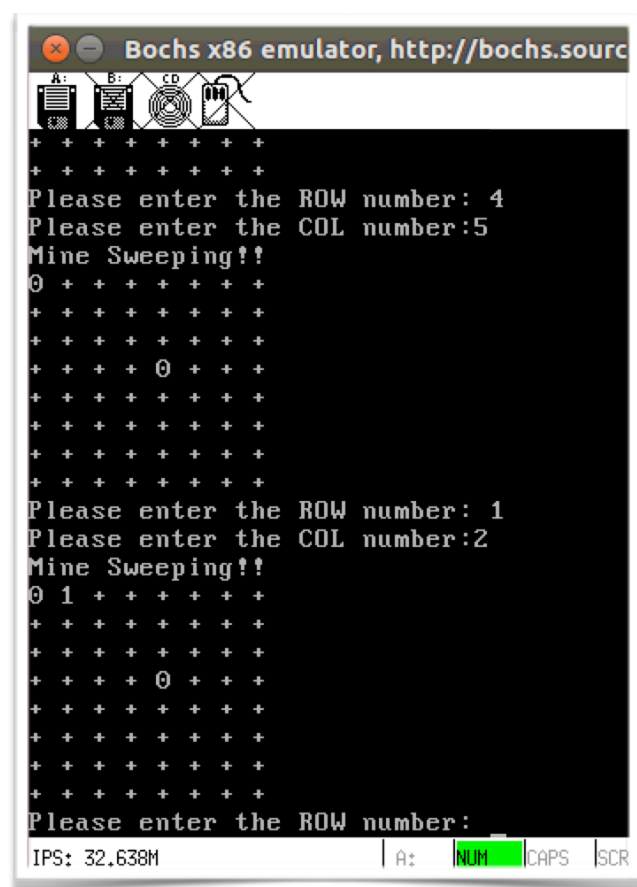 Bochs x86 emulator, http://bochs.sourc
A: B: CD
+ + + + + + + +
+ + + + + + + +
Please enter the ROW number: 4
Please enter the COL number:5
Mine Sweeping!!
0 + + + + + + +
+ + + + + + + +
+ + + + + + + +
+ + + + 0 + + +
+ + + + + + + +
+ + + + + + + +
+ + + + + + + +
+ + + + + + + +
Please enter the ROW number: 1
Please enter the COL number:2
Mine Sweeping!!
0 1 + + + + + +
+ + + + + + + +
+ + + + + + + +
+ + + + 0 + + +
+ + + + + + + +
+ + + + + + + +
+ + + + + + + +
+ + + + + + + +
Please enter the ROW number: _
IPS: 32.638M A: NUM CAPS SCR